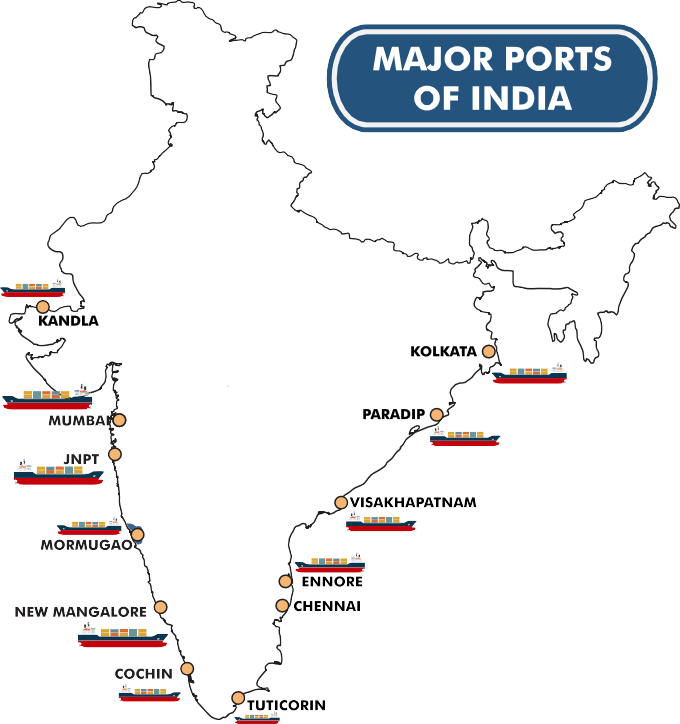 MAJOR PORTS
OF INDIA
KANDLA
KOLKATA
PARADIP
MUMBAI
JNPT
VISAKHAPATNAM
MORMUGAO
ENNORE
CHENNAI
NEW MANGALORE
COCHIN
TUTICORIN